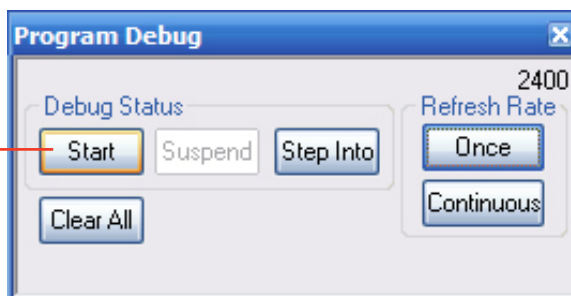 Program Debug
2400
Debug Status
Refresh Rate
Start
Suspend
Step Into
Once
Clear All
Continuous